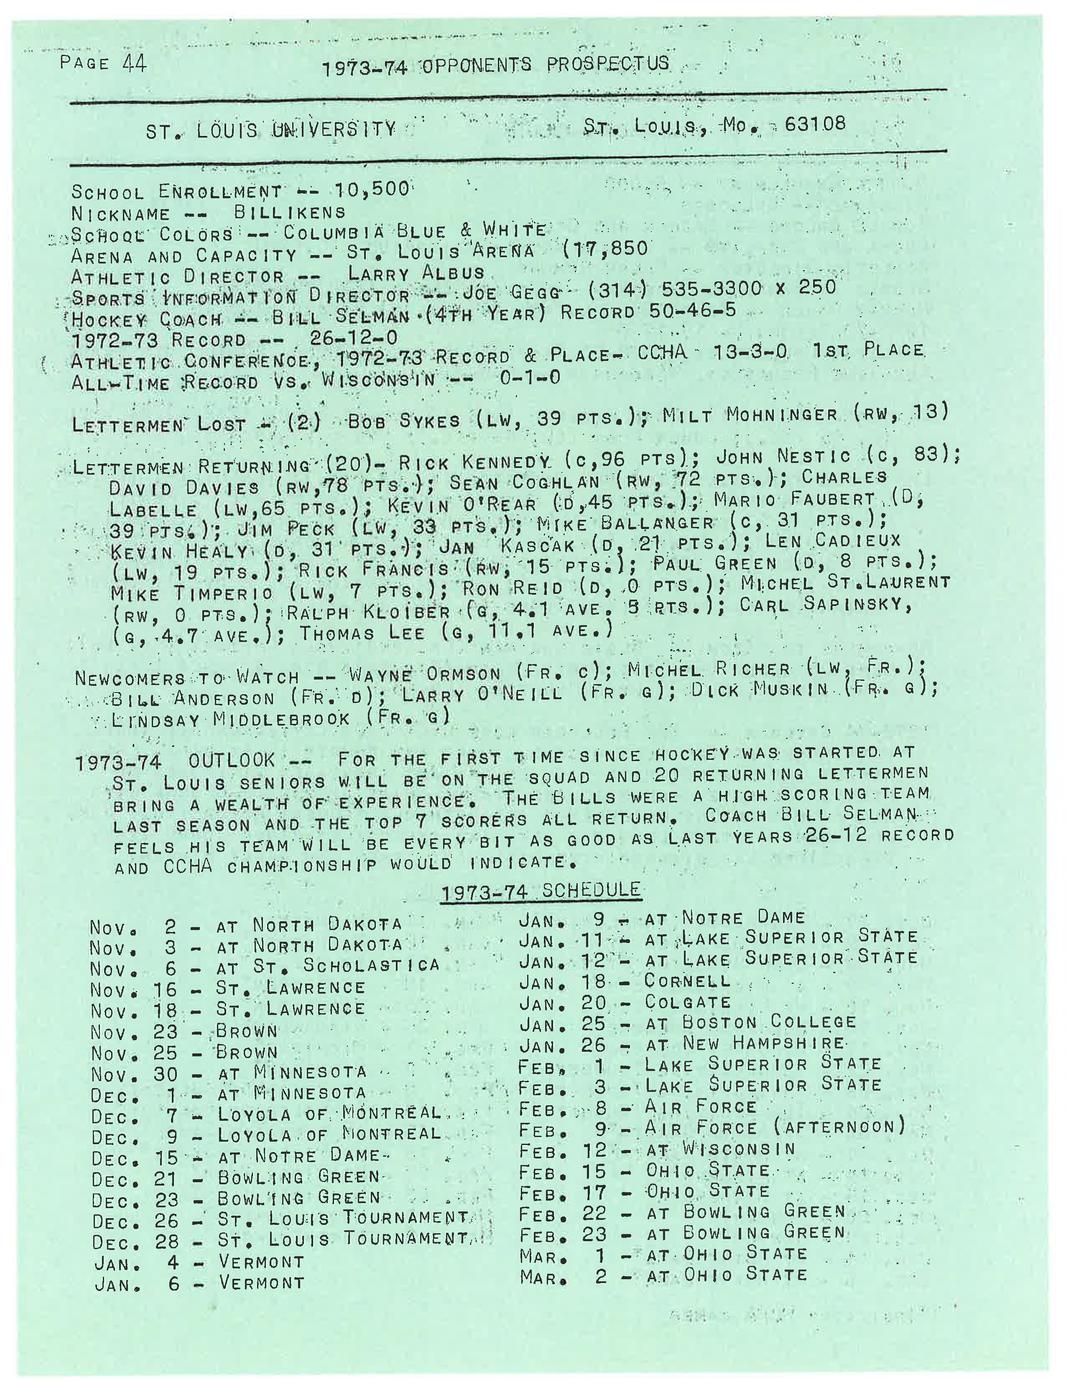 PAGE 44
1973-74 OPPONENTS PROSPECTUS
ST. LOUIS UNIVERSITY ST. LOUIS, MO. 63108
SCHOOL ENROLLMENT -- 10,500
NICKNAME -- BILLIKENS
SCHOOL COLORS -- COLUMBIA BLUE & WHITE
ARENA AND CAPACITY -- ST. LOUIS ARENA (17,850
ATHLETIC DIRECTOR -- LARRY ALBUS
SPORTS INFORMATION DIRECTOR -- JOE GEGG (314) 535-3300 X 250
HOCKEY COACH -- BILL SELMAN (4TH YEAR) RECORD 50-46-5
1972-73 RECORD -- 26-12-0
ATHLETIC CONFERENCE, 1972-73 RECORD & PLACE- CCHA 13-3-0 1ST PLACE
ALL-TIME RECORD VS. WISCONSIN -- 0-1-0
LETTERMEN LOST - (2) BOB SYKES (LW, 39 PTS.); MILT MOHNINGER (RW, 13)
LETTERMEN RETURNING (20)- RICK KENNEDY (C,96 PTS); JOHN NESTIC (C, 83);
DAVID DAVIES (RW,78 PTS.); SEAN COGHLAN (RW, 72 PTS.); CHARLES
LABELLE (LW,65 PTS.); KEVIN O'REAR (D,45 PTS.); MARIO FAUBERT (D,
39 PTS.); JIM PECK (LW, 33 PTS.); MIKE BALLANGER (C, 31 PTS.);
KEVIN HEALY (D, 31 PTS.); JAN KASCAK (D, 21 PTS.); LEN CADIEUX
(LW, 19 PTS.); RICK FRANCIS (RW, 15 PTS.); PAUL GREEN (D, 8 PTS.);
MIKE TIMPERIO (LW, 7 PTS.); RON REID (D, 0 PTS.); MICHEL ST.LAURENT
(RW, 0 PTS.); RALPH KLOIBER (G, 4.1 AVE. PTS.); CARL SAPINSKY,
(G, 4.7 AVE.); THOMAS LEE (G, 11.1 AVE.)
NEWCOMERS TO WATCH -- WAYNE ORMSON (FR. C); MICHEL RICHER (LW, FR.);
BILL ANDERSON (FR. D); LARRY O'NEILL (FR. G); DICK MUSKIN (FR. G);
LINDSAY MIDDLEBROOK (FR. G)
1973-74 OUTLOOK -- FOR THE FIRST TIME SINCE HOCKEY WAS STARTED AT
ST. LOUIS SENIORS WILL BE ON THE SQUAD AND 20 RETURNING LETTERMEN
BRING A WEALTH OF EXPERIENCE. THE BILLS WERE A HIGH SCORING TEAM
LAST SEASON AND THE TOP 7 SCORERS ALL RETURN. COACH BILL SELMAN
FEELS HIS TEAM WILL BE EVERY BIT AS GOOD AS LAST YEARS 26-12 RECORD
AND CCHA CHAMPIONSHIP WOULD INDICATE.
1973-74 SCHEDULE
NOV. 2 - AT NORTH DAKOTA
NOV. 3 - AT NORTH DAKOTA
NOV. 6 - AT ST. SCHOLASTICA
NOV. 16 - ST. LAWRENCE
NOV. 18 - ST. LAWRENCE
NOV. 23 - BROWN
NOV. 25 - BROWN
NOV. 30 - AT MINNESOTA
DEC. 1 - AT MINNESOTA
DEC. 7 - LOYOLA OF MONTREAL
DEC. 9 - LOYOLA OF MONTREAL
DEC. 15 - AT NOTRE DAME
DEC. 21 - BOWLING GREEN
DEC. 23 - BOWLING GREEN
DEC. 26 - ST. LOUIS TOURNAMENT
DEC. 28 - ST. LOUIS TOURNAMENT
JAN. 4 - VERMONT
JAN. 6 - VERMONT
JAN. 9 - AT NOTRE DAME
JAN. 11 - AT LAKE SUPERIOR STATE
JAN. 12 - AT LAKE SUPERIOR STATE
JAN. 18 - CORNELL
JAN. 20 - COLGATE
JAN. 25 - AT BOSTON COLLEGE
JAN. 26 - AT NEW HAMPSHIRE
FEB. 1 - LAKE SUPERIOR STATE
FEB. 3 - LAKE SUPERIOR STATE
FEB. 8 - AIR FORCE
FEB. 9 - AIR FORCE (AFTERNOON)
FEB. 12 - AT WISCONSIN
FEB. 15 - OHIO STATE
FEB. 17 - OHIO STATE
FEB. 22 - AT BOWLING GREEN
FEB. 23 - AT BOWLING GREEN
MAR. 1 - AT OHIO STATE
MAR. 2 - AT OHIO STATE